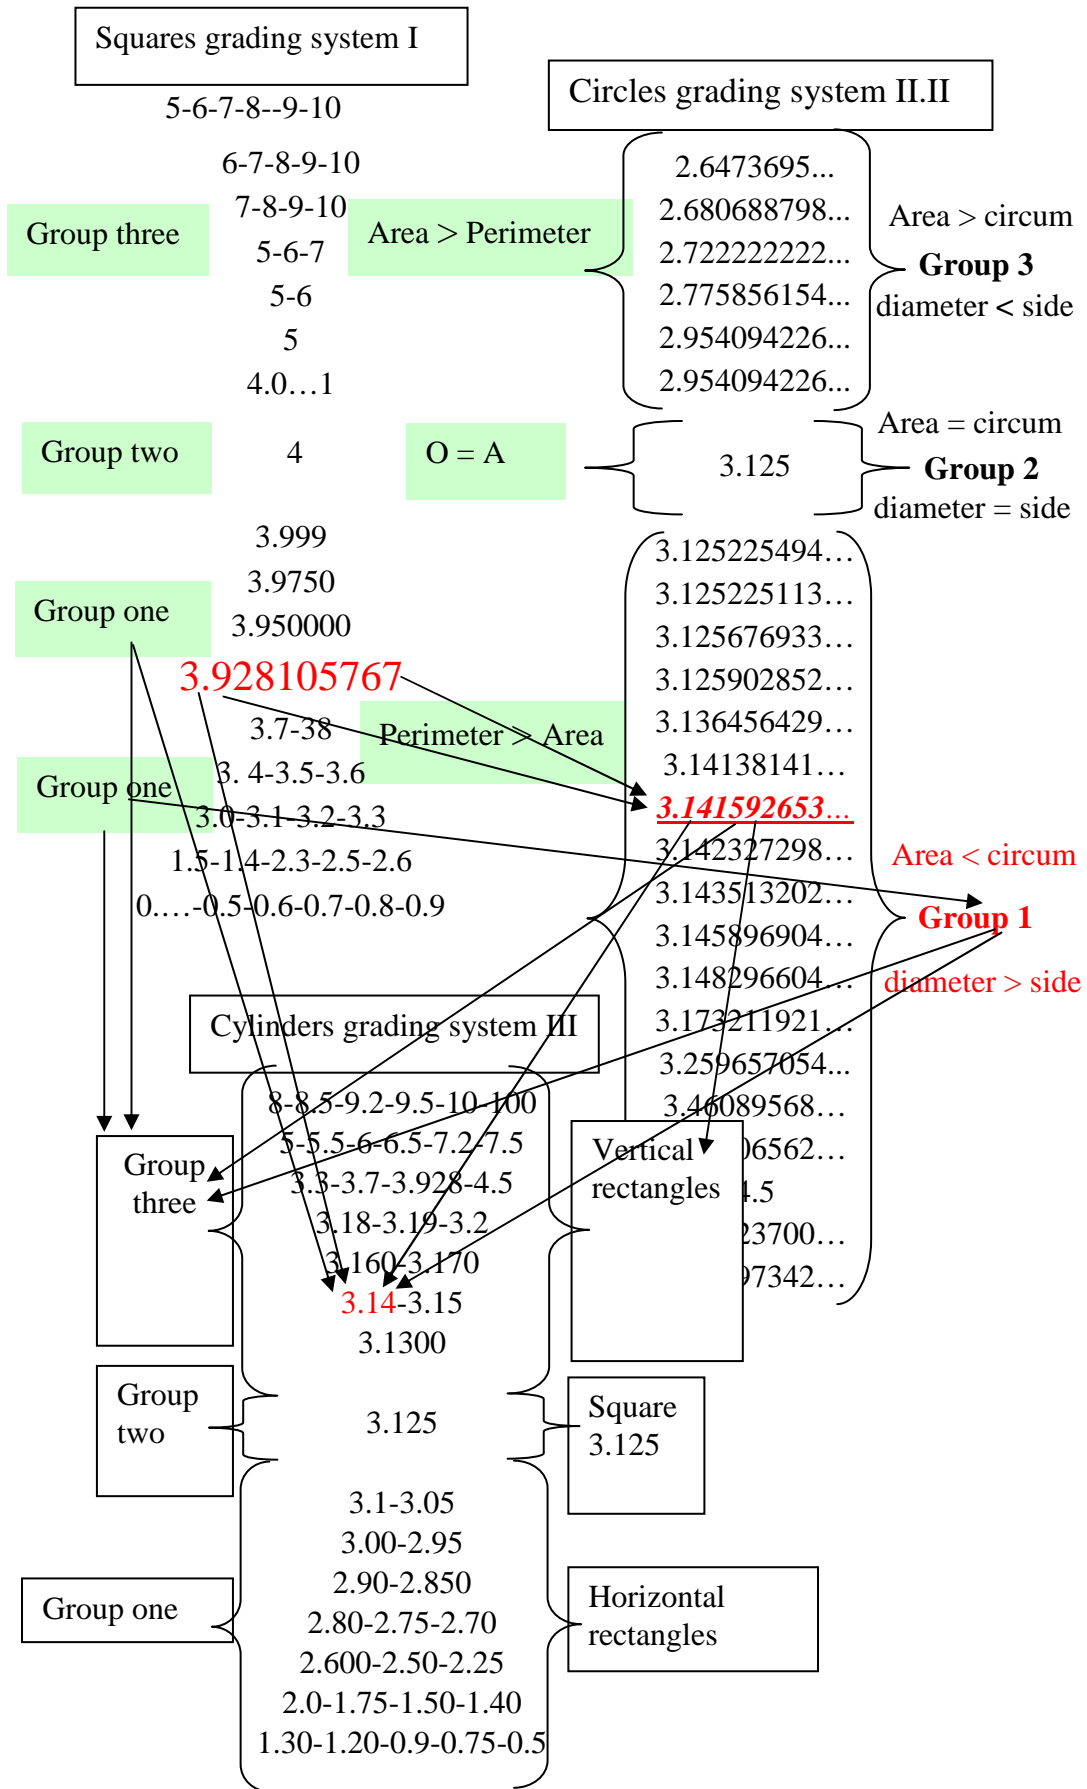 Squares grading system I
5-6-7-8--9-10
6-7-8-9-10
7-8-9-10
Group three
Area > Perimeter
5-6-7
5-6
5
4.0…1
Group two
4
O = A
3.999
3.9750
Group one
3.950000
3.928105767
3.7-38
Perimeter > Area
Group one
3. 4-3.5-3.6
3.0-3.1-3.2-3.3
1.5-1.4-2.3-2.5-2.6
0.…-0.5-0.6-0.7-0.8-0.9
Circles grading system II.II
2.6473695...
2.680688798...
2.722222222...
2.775856154...
2.954094226...
2.954094226...
Area > circum
Group 3
diameter < side
3.125
Area = circum
Group 2
diameter = side
3.125225494…
3.125225113…
3.125676933…
3.125902852…
3.136456429…
3.14138141…
3.141592653…
3.142327298…
3.143513202…
3.145896904…
3.148296604…
3.173211921…
3.259657054...
3.46089568…
06562…
4.5
23700…
97342…
Area < circum
Group 1
diameter > side
Cylinders grading system III
8-8.5-9.2-9.5-10-100
5-5.5-6-6.5-7.2-7.5
3.3-3.7-3.928-4.5
3.18-3.19-3.2
3.160-3.170
3.14-3.15
3.1300
Group
three
Vertical
rectangles
Group
two
3.125
Square
3.125
3.1-3.05
3.00-2.95
2.90-2.850
2.80-2.75-2.70
2.600-2.50-2.25
2.0-1.75-1.50-1.40
1.30-1.20-0.9-0.75-0.5
Group one
Horizontal
rectangles